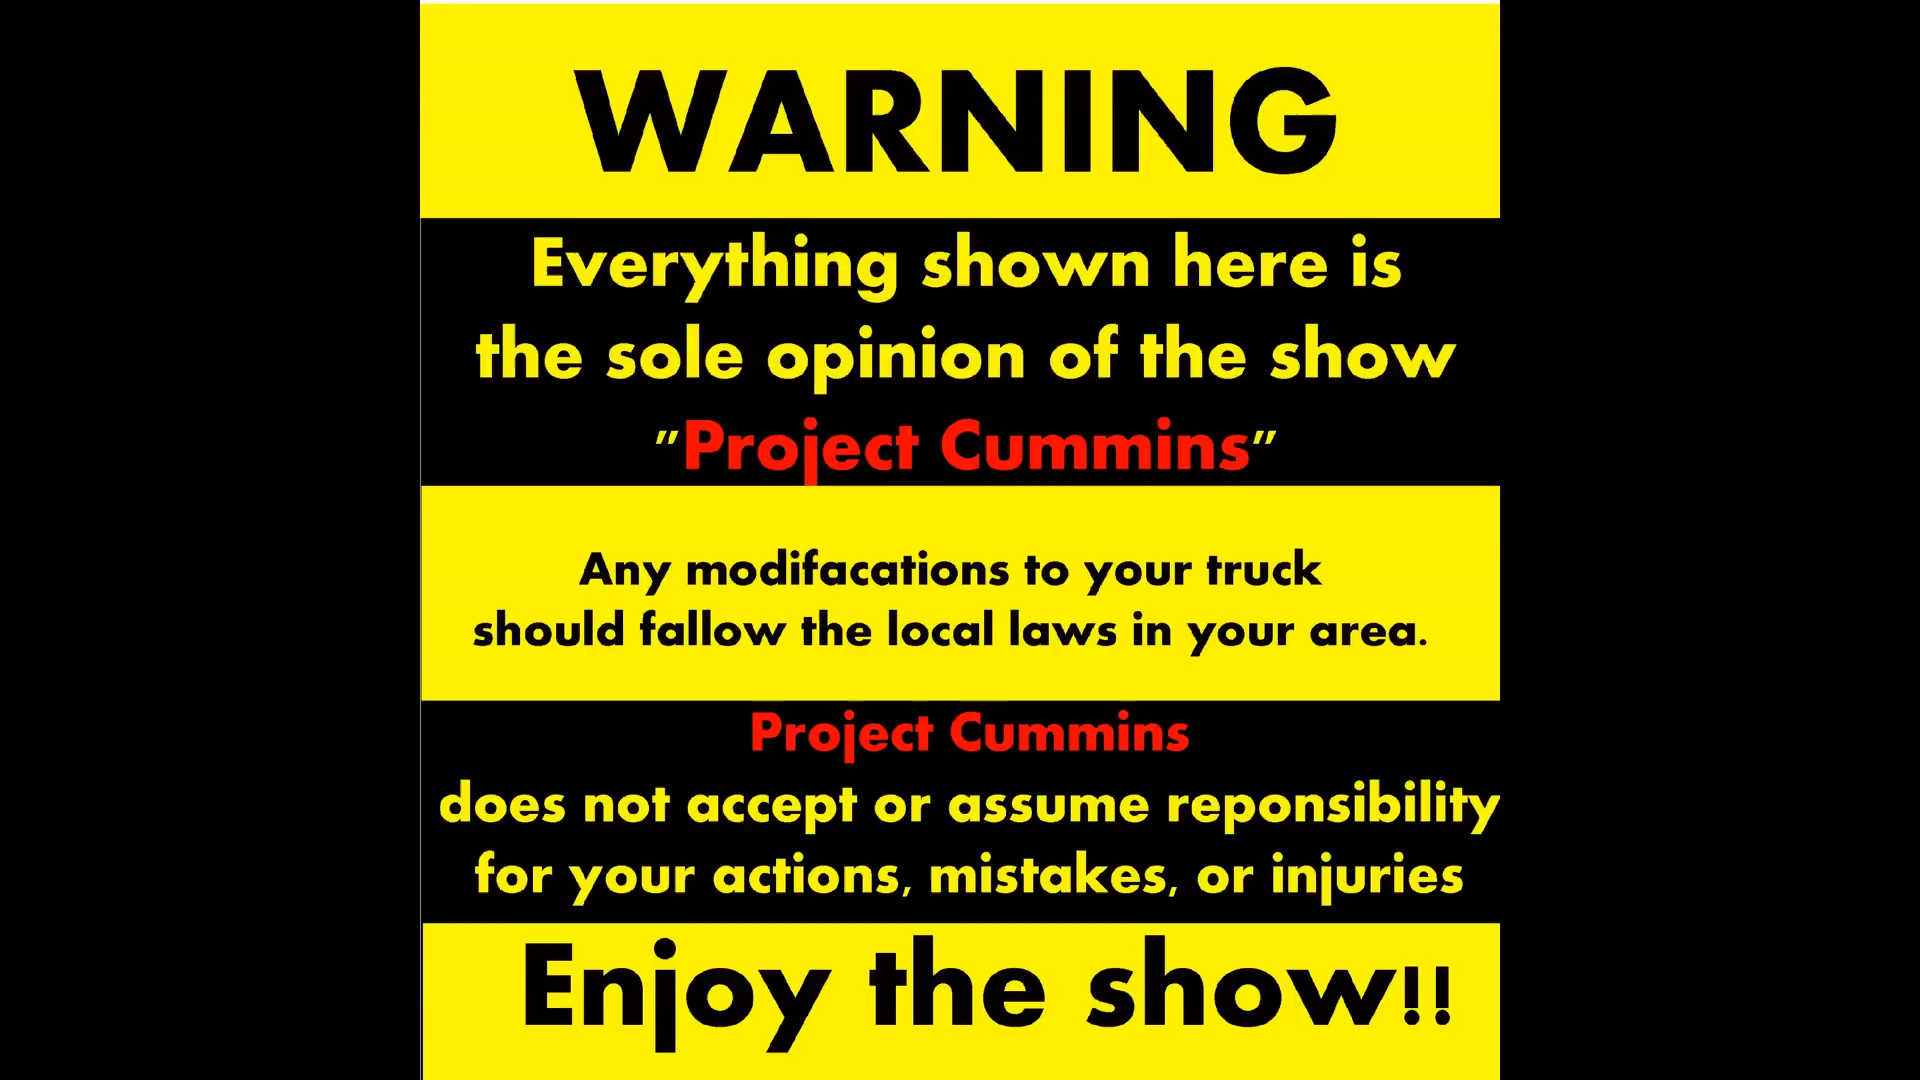 WARNING
Everything shown here is
the sole opinion of the show
"Project Cummins"
Any modifacations to your truck
should fallow the local laws in your area.
Project Cummins
does not accept or assume reponsibility
for your actions, mistakes, or injuries
Enjoy the show!!